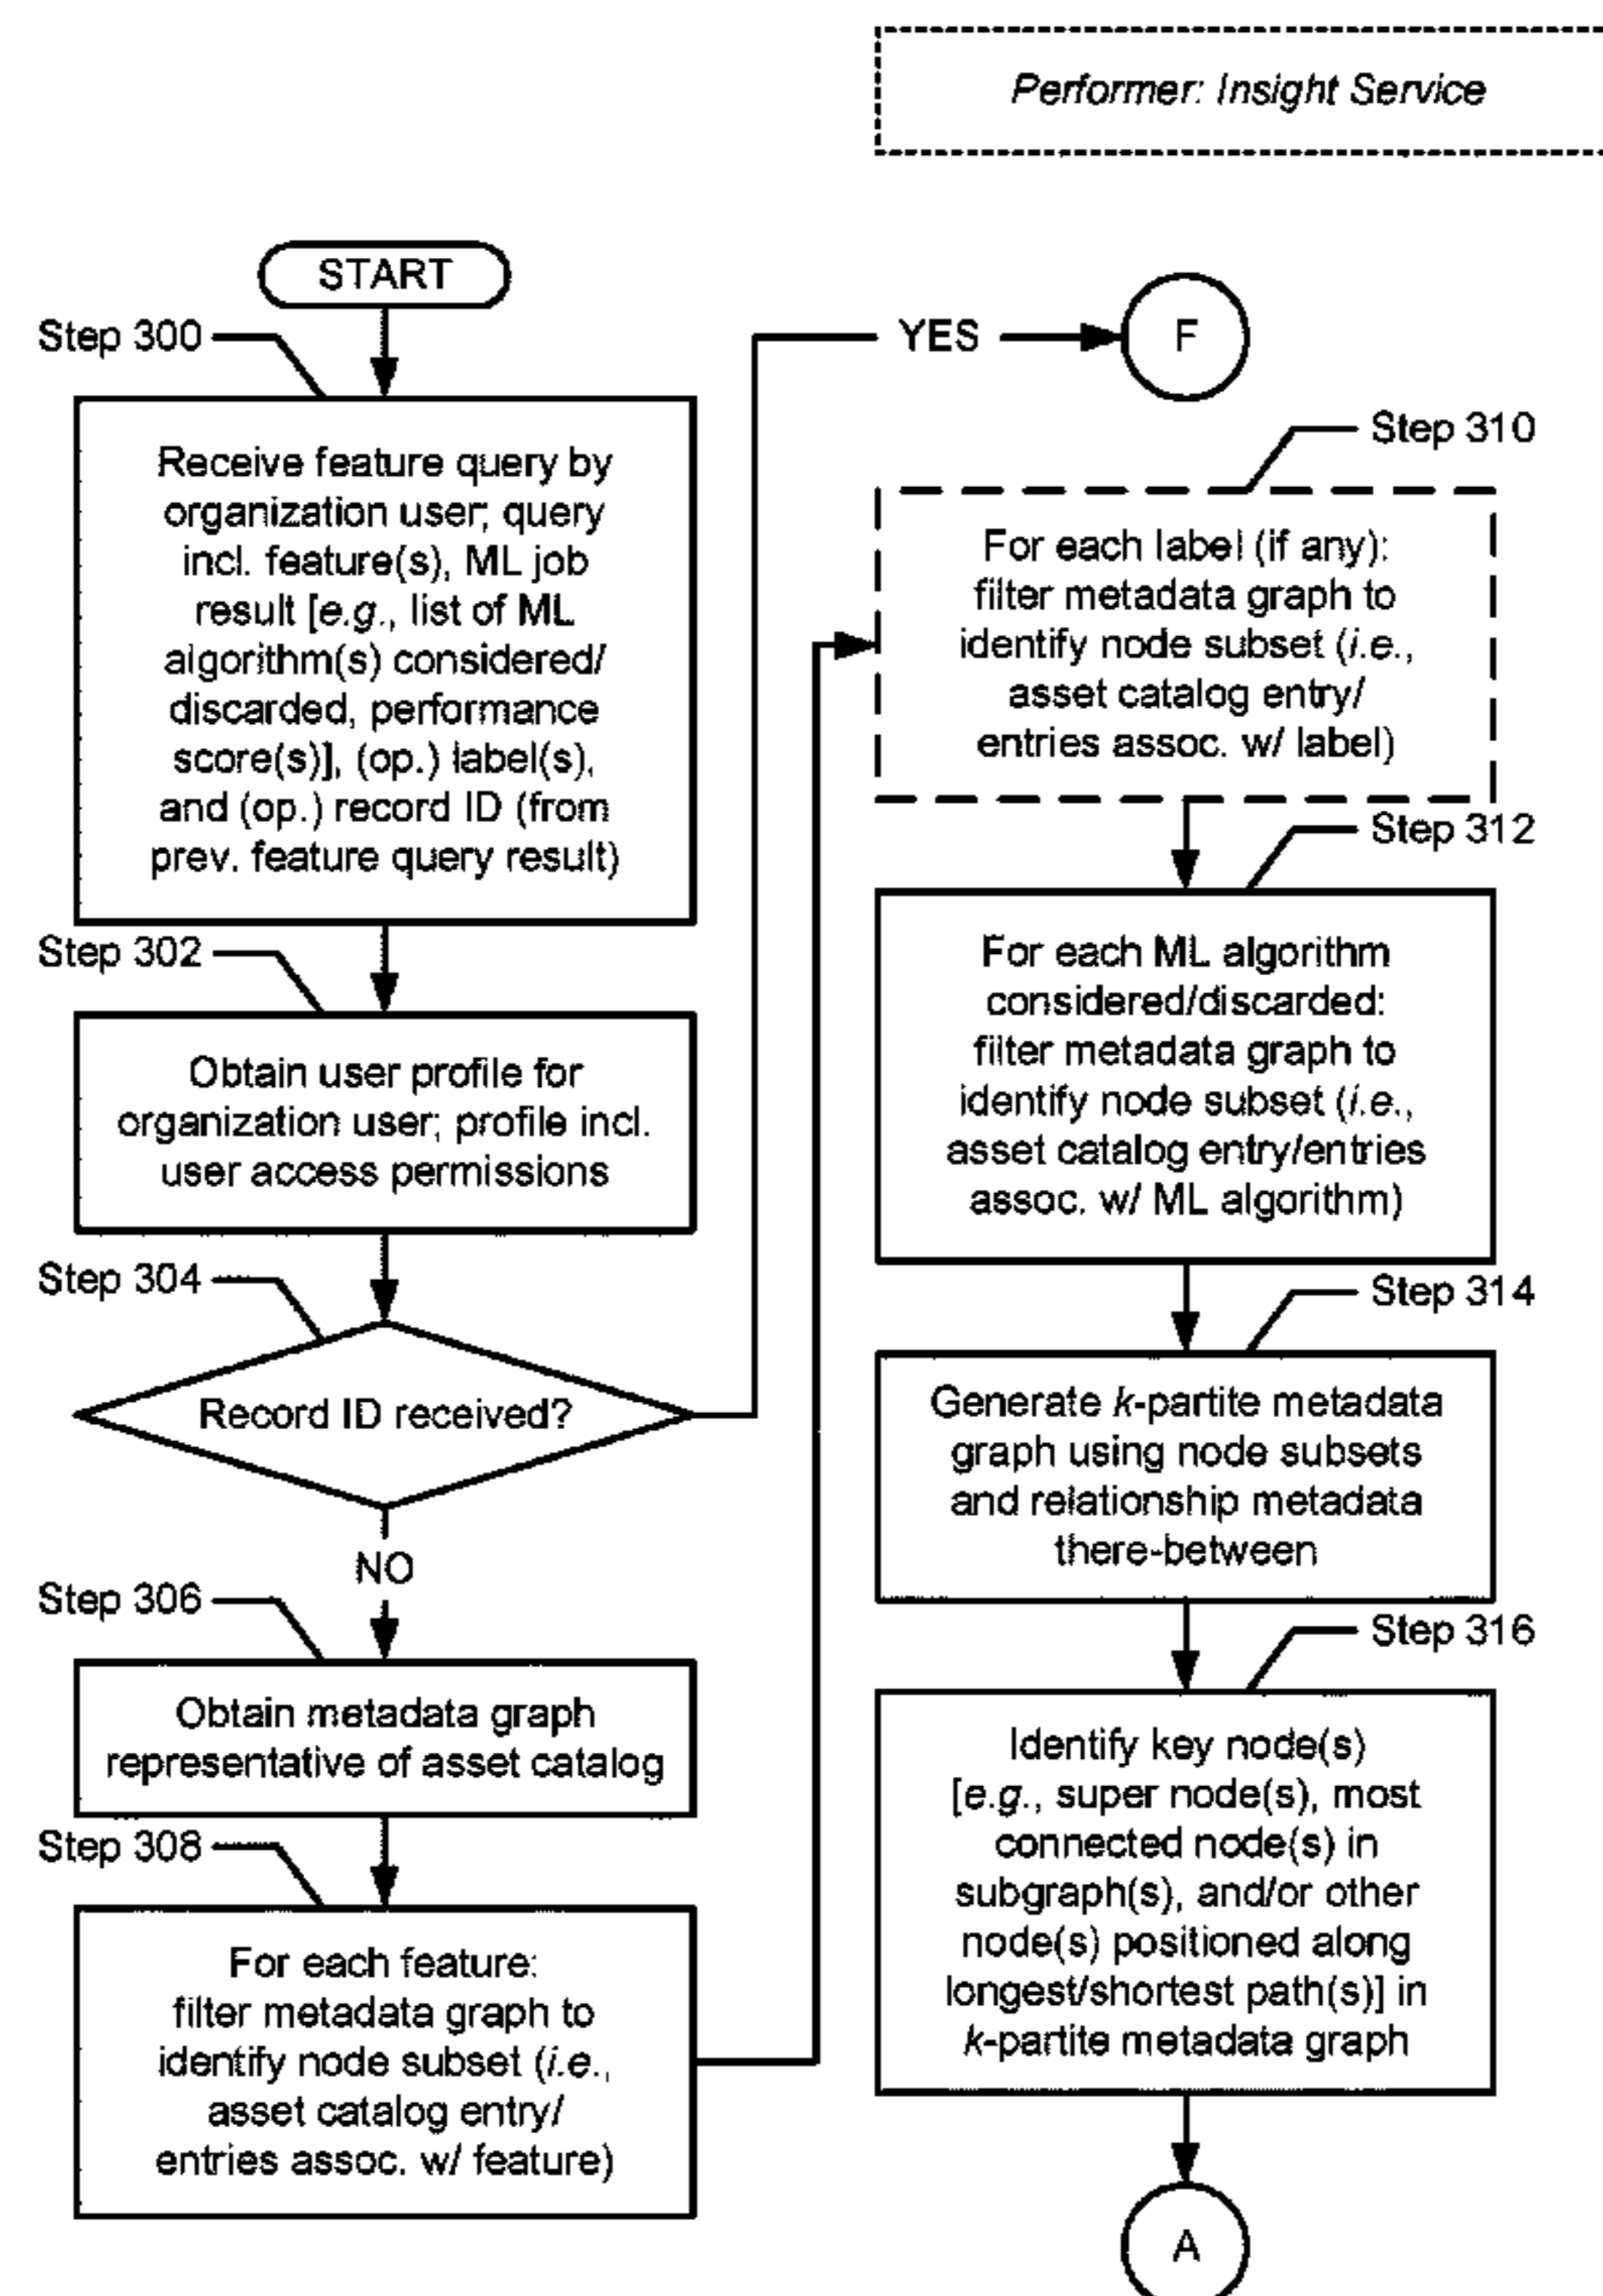 Performer: Insight Service
START
Step 300
Receive feature query by
organization user; query
incl. feature(s), ML job
result [e.g., list of ML
algorithm(s) considered/
discarded, performance
score(s)], (op.) label(s),
and (op.) record ID (from
prev. feature query result)
Step 302
Obtain user profile for
organization user; profile incl.
user access permissions
Step 304
Record ID received?
YES
F
NO
Step 306
Obtain metadata graph
representative of asset catalog
Step 308
For each feature:
filter metadata graph to
identify node subset (i.e.,
asset catalog entry/
entries assoc. w/ feature)
Step 310
For each label (if any):
filter metadata graph to
identify node subset (i.e.,
asset catalog entry/
entries assoc. w/ label)
Step 312
For each ML algorithm
considered/discarded:
filter metadata graph to
identify node subset (i.e.,
asset catalog entry/entries
assoc. w/ ML algorithm)
Step 314
Generate k-partite metadata
graph using node subsets
and relationship metadata
there-between
Step 316
Identify key node(s)
[e.g., super node(s), most
connected node(s) in
subgraph(s), and/or other
node(s) positioned along
longest/shortest path(s)] in
k-partite metadata graph
A